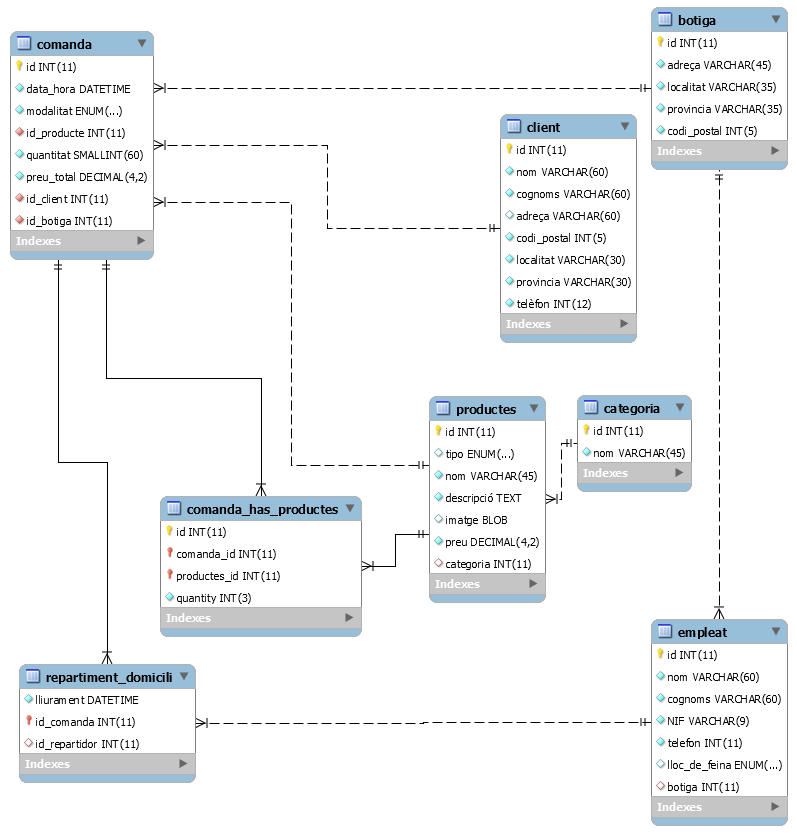 comanda
id INT(11)
data_hora DATETIME
modalitat ENUM(...)
id_producte INT(11)
quantitat SMALLINT(60)
preu_total DECIMAL(4,2)
id_client INT(11)
id_botiga INT(11)
Indexes
botiga
id INT(11)
adreça VARCHAR(45)
localitat VARCHAR(35)
provincia VARCHAR(35)
codi_postal INT(5)
Indexes
client
id INT(11)
nom VARCHAR(60)
cognoms VARCHAR(60)
adreça VARCHAR(60)
codi_postal INT(5)
localitat VARCHAR(30)
provincia VARCHAR(30)
telèfon INT(12)
Indexes
productes
id INT(11)
tipo ENUM(...)
nom VARCHAR(45)
descripció TEXT
imatge BLOB
preu DECIMAL(4,2)
categoria INT(11)
Indexes
categoria
id INT(11)
nom VARCHAR(45)
Indexes
comanda_has_productes
id INT(11)
comanda_id INT(11)
productes_id INT(11)
quantity INT(3)
Indexes
repartiment_domicili
lliurament DATETIME
id_comanda INT(11)
id_repartidor INT(11)
Indexes
empleat
id INT(11)
nom VARCHAR(60)
cognoms VARCHAR(60)
NIF VARCHAR(9)
telefon INT(11)
lloc_de_feina ENUM(...)
botiga INT(11)
Indexes